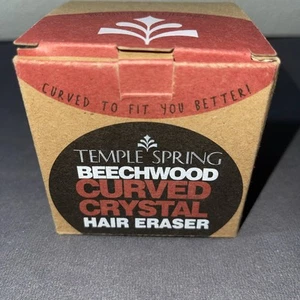 CURVED TO FIT YOU BETTER!
TEMPLE SPRING
BEECHWOOD
CURVED
CRYSTAL
HAIR ERASER